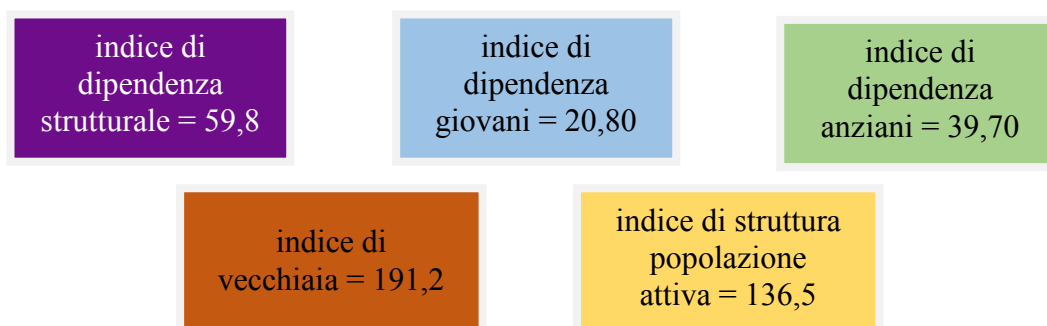 indice di
dipendenza
strutturale = 59,8
indice di
dipendenza
giovani = 20,80
indice di
dipendenza
anziani = 39,70
indice di
vecchiaia = 191,2
indice di struttura
popolazione
attiva = 136,5